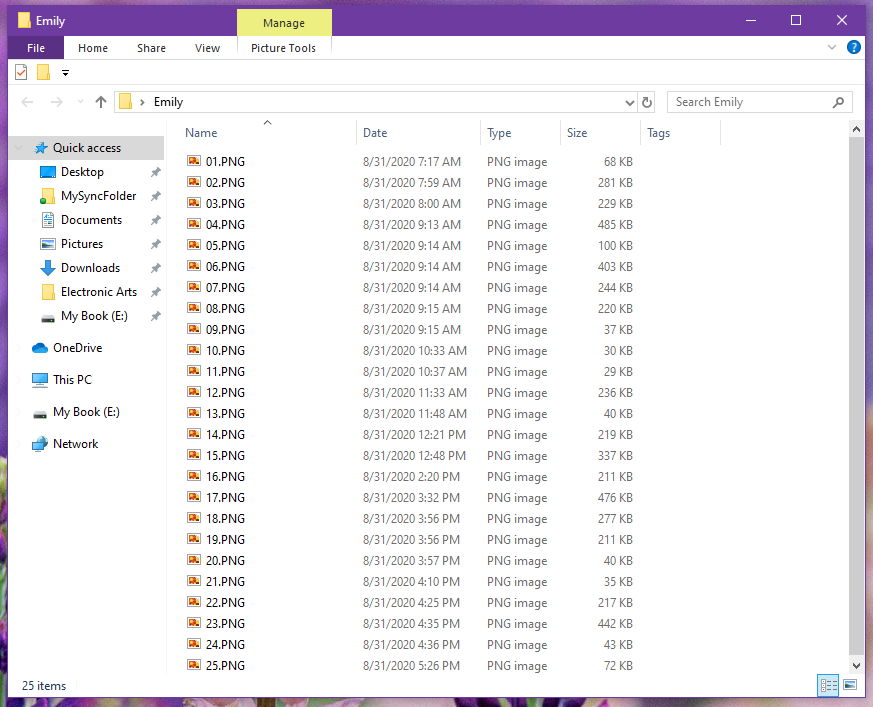 Emily
Manage
File Home Share View Picture Tools
Emily
Search Emily
Name Date Type Size Tags
Quick access
Desktop
MySyncFolder
Documents
Pictures
Downloads
Electronic Arts
My Book (E:)
OneDrive
This PC
My Book (E:)
Network
01.PNG 8/31/2020 7:17 AM PNG image 68 KB
02.PNG 8/31/2020 7:59 AM PNG image 281 KB
03.PNG 8/31/2020 8:00 AM PNG image 229 KB
04.PNG 8/31/2020 9:13 AM PNG image 485 KB
05.PNG 8/31/2020 9:14 AM PNG image 100 KB
06.PNG 8/31/2020 9:14 AM PNG image 403 KB
07.PNG 8/31/2020 9:14 AM PNG image 244 KB
08.PNG 8/31/2020 9:15 AM PNG image 220 KB
09.PNG 8/31/2020 9:15 AM PNG image 37 KB
10.PNG 8/31/2020 10:33 AM PNG image 30 KB
11.PNG 8/31/2020 10:37 AM PNG image 29 KB
12.PNG 8/31/2020 11:33 AM PNG image 236 KB
13.PNG 8/31/2020 11:48 AM PNG image 40 KB
14.PNG 8/31/2020 12:21 PM PNG image 219 KB
15.PNG 8/31/2020 12:48 PM PNG image 337 KB
16.PNG 8/31/2020 2:20 PM PNG image 211 KB
17.PNG 8/31/2020 3:32 PM PNG image 476 KB
18.PNG 8/31/2020 3:56 PM PNG image 277 KB
19.PNG 8/31/2020 3:56 PM PNG image 211 KB
20.PNG 8/31/2020 3:57 PM PNG image 40 KB
21.PNG 8/31/2020 4:10 PM PNG image 35 KB
22.PNG 8/31/2020 4:25 PM PNG image 217 KB
23.PNG 8/31/2020 4:35 PM PNG image 442 KB
24.PNG 8/31/2020 4:36 PM PNG image 43 KB
25.PNG 8/31/2020 5:26 PM PNG image 72 KB
25 items